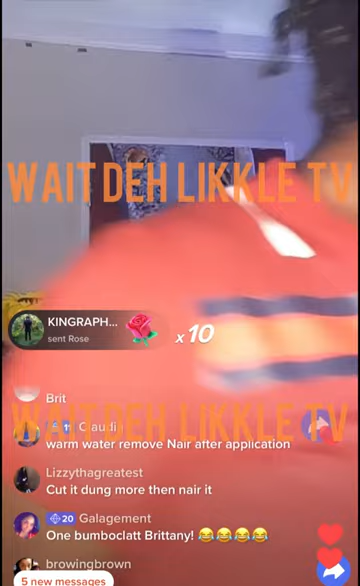 WAIT DEH LIKKLE TV
KINGRAPH...
sent Rose
x10
Brit
WAIT DEH LIKKLE TV
Claudi
warm water remove Nair after application
Lizzythagreatest
Cut it dung more then nair it
20 Galagement
One bumboclatt Brittany! 😂😂😂😂
browingbrown
5 new messages